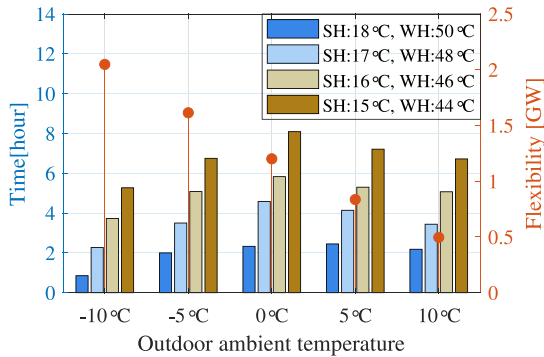 14
12
10
8
6
4
2
0
Time[hour]
SH:18°C, WH:50 °C
SH:17°C, WH:48 °C
SH:16°C, WH:46 °C
SH:15°C, WH:44°C
2.5
2
1.5
1
0.5
0
Flexibility [GW]
-10°C -5°C 0°C 5°C 10°C
Outdoor ambient temperature